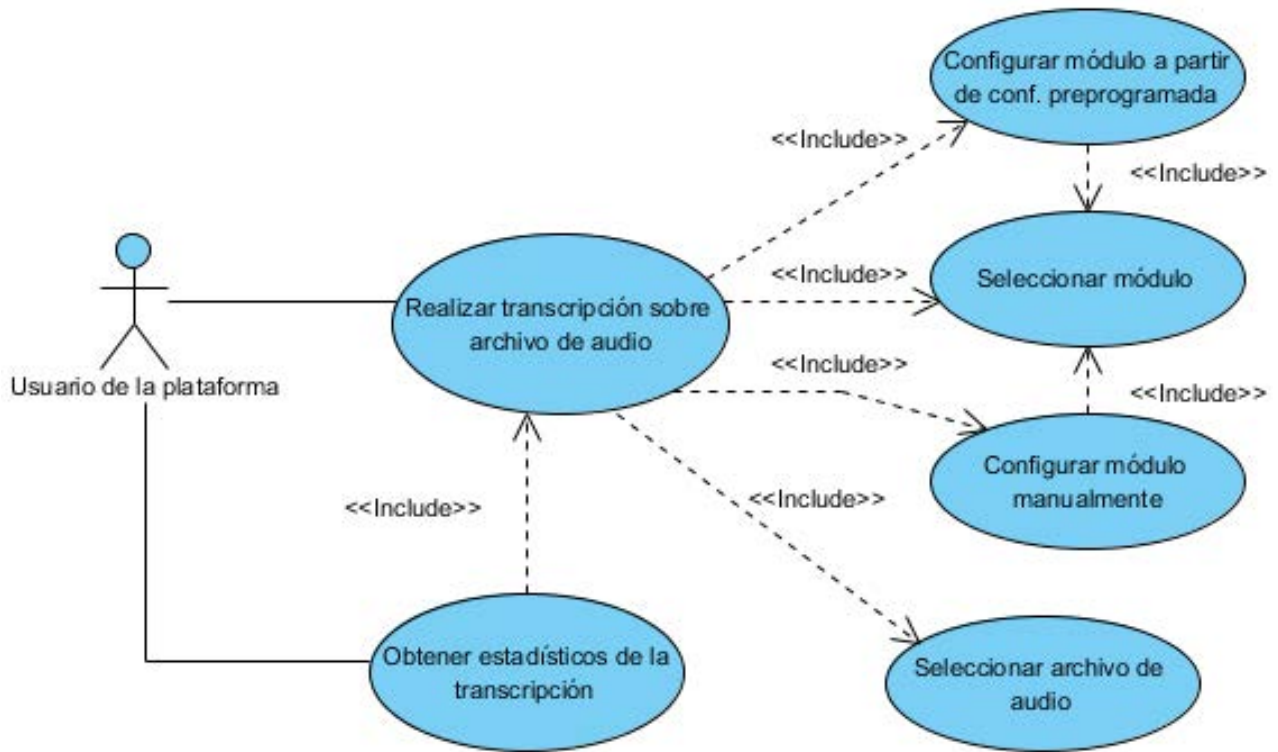 Configurar módulo a partir
de conf. preprogramada
<<Include>>
<<Include>>
Seleccionar módulo
<<Include>>
Realizar transcripción sobre
archivo de audio
<<Include>>
Usuario de la plataforma
<<Include>>
Configurar módulo
manualmente
<<Include>>
<<Include>>
Obtener estadísticos de la
transcripción
Seleccionar archivo de
audio